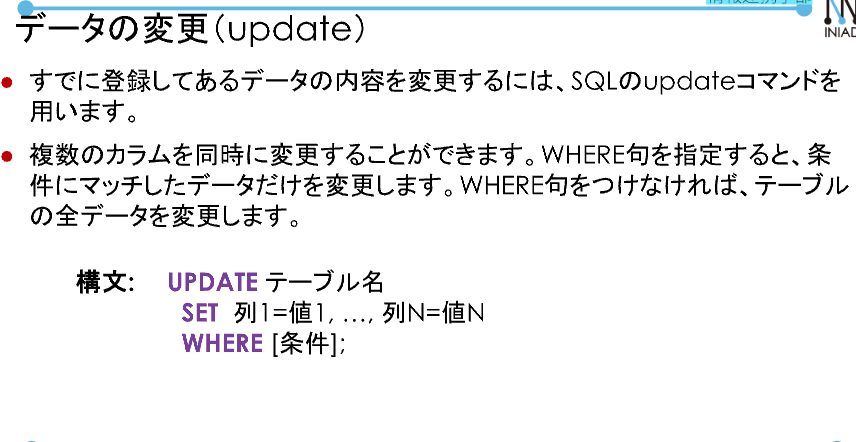 情報連携学部
データの変更(update)
INIAD
● すでに登録してあるデータの内容を変更するには、SQLのupdateコマンドを
用います。
● 複数のカラムを同時に変更することができます。WHERE句を指定すると、条
件にマッチしたデータだけを変更します。WHERE句をつけなければ、テーブル
の全データを変更します。
構文: UPDATE テーブル名
SET 列1=値1, …, 列N=値N
WHERE [条件];